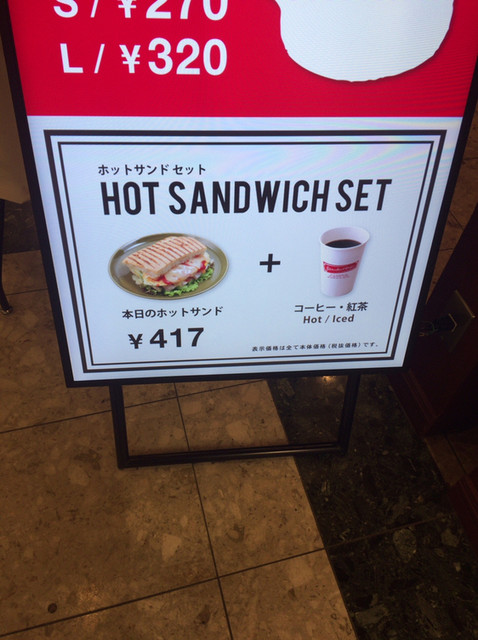 S / ¥270
L / ¥320
ホットサンド セット
HOT SANDWICH SET
+
本日のホットサンド
¥417
コーヒー・紅茶
Hot / Iced
表示価格は全て本体価格(税抜価格)です。